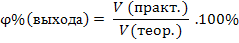 φ%(выхода) = V (практ.) / V(теор.) .100%